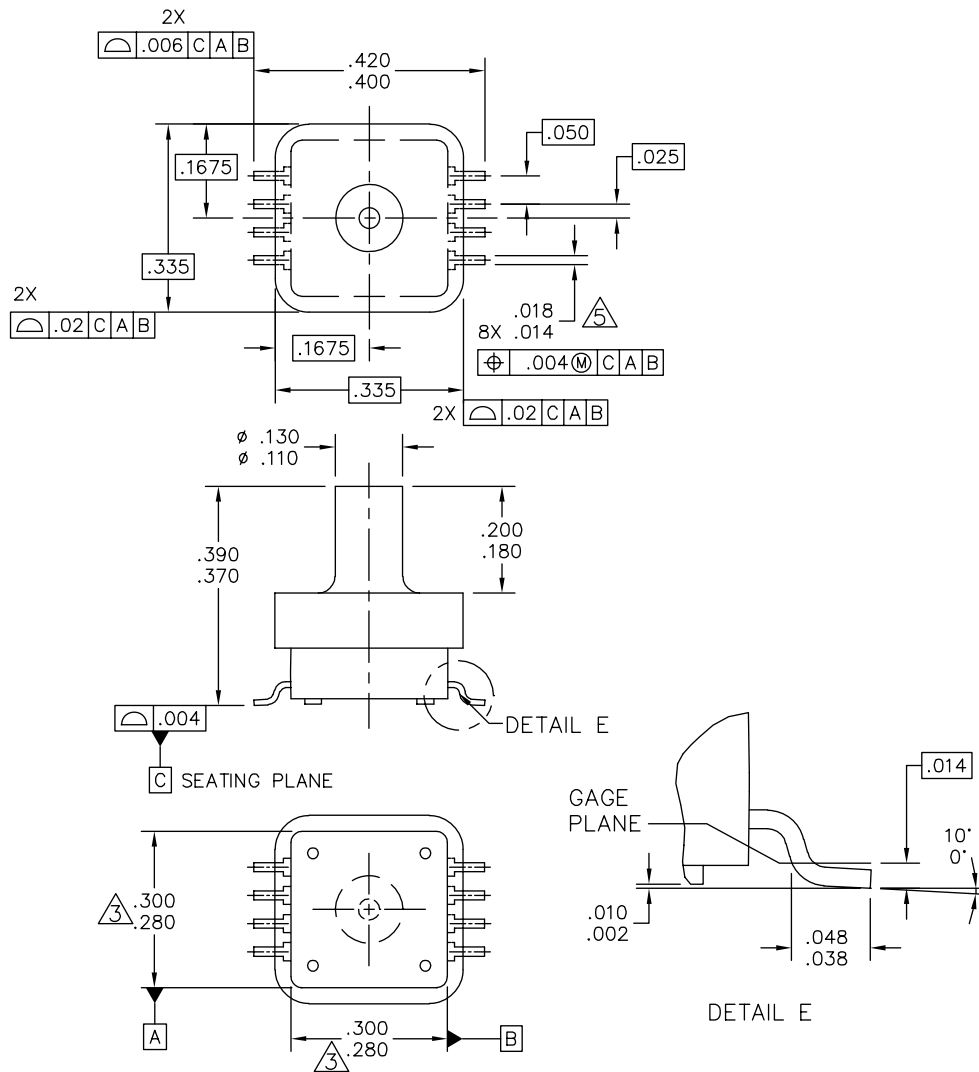 2X
⌓ .006 C A B
.420
.400
.050
.025
.1675
.335
2X
⌓ .02 C A B
.1675
.018
8X .014
5
⌖ .004 Ⓜ C A B
.335
2X ⌓ .02 C A B
ø .130
ø .110
.390
.370
.200
.180
⌓ .004
DETAIL E
C SEATING PLANE
GAGE
PLANE
.014
10°
0°
.010
.002
.048
.038
DETAIL E
3 .300
.280
A
.300
3 .280
B